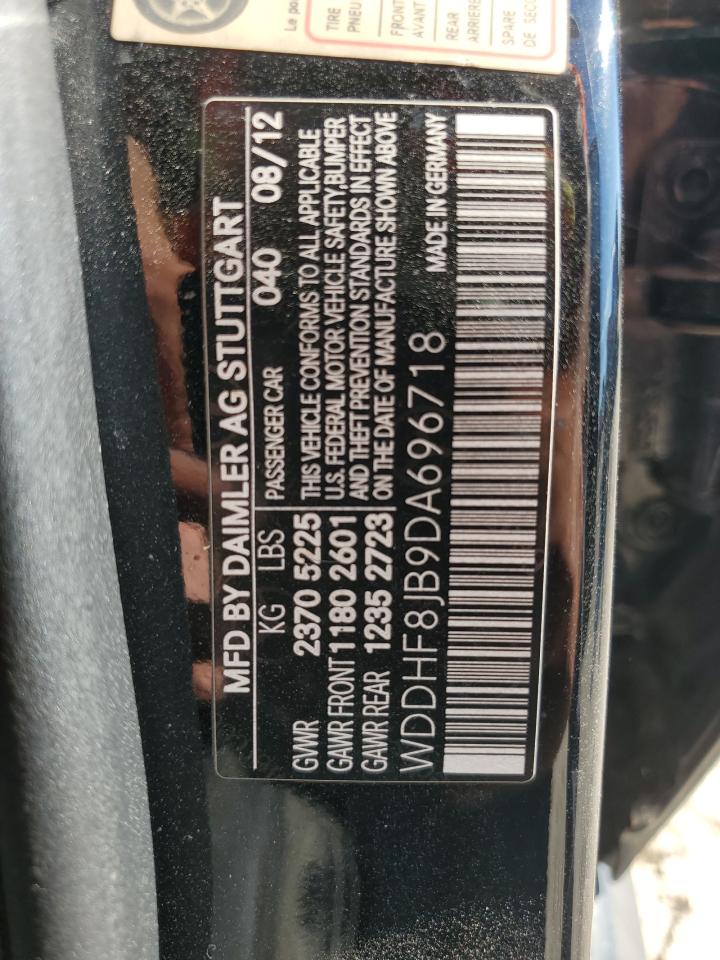 Le po
TIRE
PNEU
FRONT
AVANT
REAR
ARRIÈRE
SPARE
DE SECO
MFD BY DAIMLER AG STUTTGART
KG LBS PASSENGER CAR 040 08/12
GVWR 2370 5225
GAWR FRONT 1180 2601
GAWR REAR 1235 2723
THIS VEHICLE CONFORMS TO ALL APPLICABLE
U.S. FEDERAL MOTOR VEHICLE SAFETY,BUMPER
AND THEFT PREVENTION STANDARDS IN EFFECT
ON THE DATE OF MANUFACTURE SHOWN ABOVE
WDDHF8JB9DA696718 MADE IN GERMANY